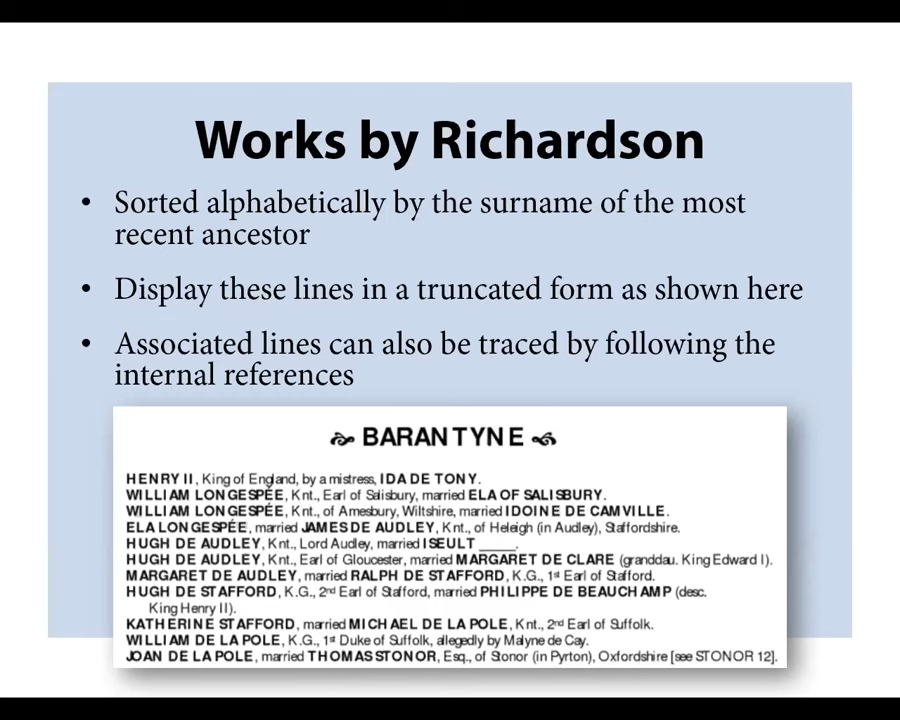 Works by Richardson
• Sorted alphabetically by the surname of the most
recent ancestor
• Display these lines in a truncated form as shown here
• Associated lines can also be traced by following the
internal references
BARANTYNE
HENRY II, King of England, by a mistress, IDA DE TONY.
WILLIAM LONGESPÉE, Knt., Earl of Salisbury, married ELA OF SALISBURY.
WILLIAM LONGESPÉE, Knt., of Amesbury, Wiltshire, married IDOINE DE CAMVILLE.
ELA LONGESPÉE, married JAMES DE AUDLEY, Knt., of Heleigh (in Audley), Staffordshire.
HUGH DE AUDLEY, Knt., Lord Audley, married ISEULT _____.
HUGH DE AUDLEY, Knt., Earl of Gloucester, married MARGARET DE CLARE (granddau. King Edward I).
MARGARET DE AUDLEY, married RALPH DE STAFFORD, K.G., 1st Earl of Stafford.
HUGH DE STAFFORD, K.G., 2nd Earl of Stafford, married PHILIPPE DE BEAUCHAMP (desc.
King Henry II).
KATHERINE STAFFORD, married MICHAEL DE LA POLE, Knt., 2nd Earl of Suffolk.
WILLIAM DE LA POLE, K.G., 1st Duke of Suffolk, allegedly by Malyne de Cay.
JOAN DE LA POLE, married THOMAS STONOR, Esq., of Stonor (in Pyrton), Oxfordshire [see STONOR 12].